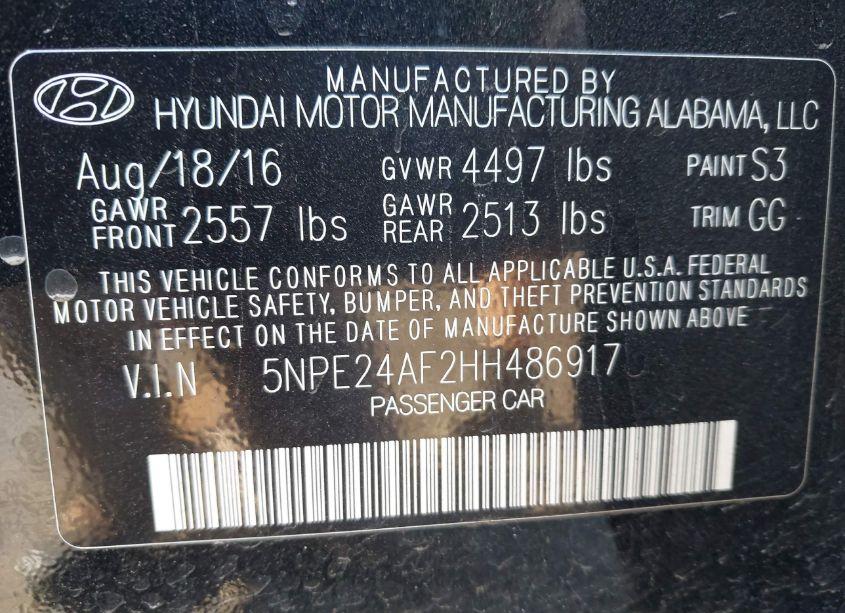 MANUFACTURED BY
HYUNDAI MOTOR MANUFACTURING ALABAMA, LLC
Aug/18/16 GVWR 4497 lbs PAINT S3
GAWR FRONT 2557 lbs GAWR REAR 2513 lbs TRIM GG
THIS VEHICLE CONFORMS TO ALL APPLICABLE U.S.A. FEDERAL
MOTOR VEHICLE SAFETY, BUMPER, AND THEFT PREVENTION STANDARDS
IN EFFECT ON THE DATE OF MANUFACTURE SHOWN ABOVE
V.I.N 5NPE24AF2HH486917
PASSENGER CAR